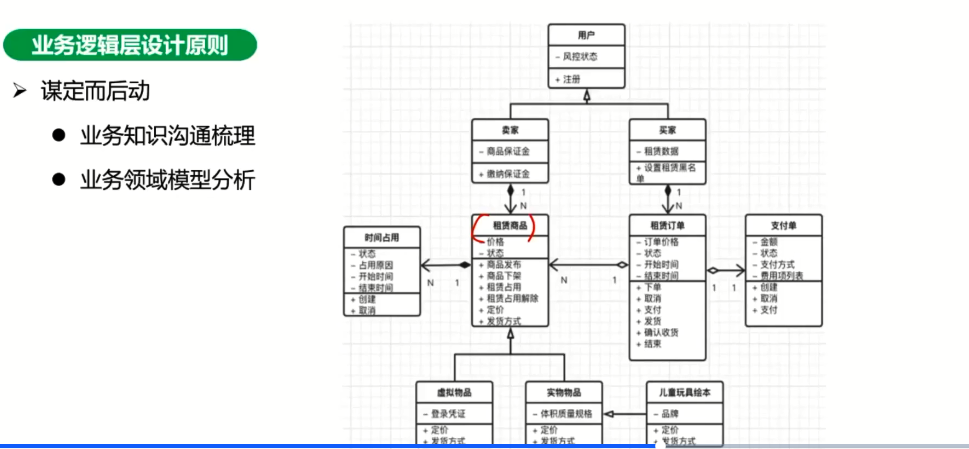 业务逻辑层设计原则
谋定而后动
业务知识沟通梳理
业务领域模型分析
用户
- 风控状态
+ 注册
卖家
- 商品保证金
+ 缴纳保证金
买家
- 租赁数据
+ 设置租赁黑名
单
1
N
1
N
时间占用
- 状态
- 占用原因
- 开始时间
- 结束时间
+ 创建
+ 取消
N
1
租赁商品
- 价格
- 状态
+ 商品发布
+ 商品下架
+ 租赁占用
+ 租赁占用解除
+ 定价
+ 发货方式
N
1
租赁订单
- 订单价格
- 状态
- 开始时间
- 结束时间
+ 下单
+ 取消
+ 支付
+ 发货
+ 确认收货
+ 结束
1
1
支付单
- 金额
- 状态
- 支付方式
- 费用项列表
+ 创建
+ 取消
+ 支付
虚拟物品
- 登录凭证
+ 定价
+ 发货方式
实物物品
- 体积质量规格
+ 定价
+ 发货方式
儿童玩具绘本
- 品牌
+ 定价
+ 发货方式